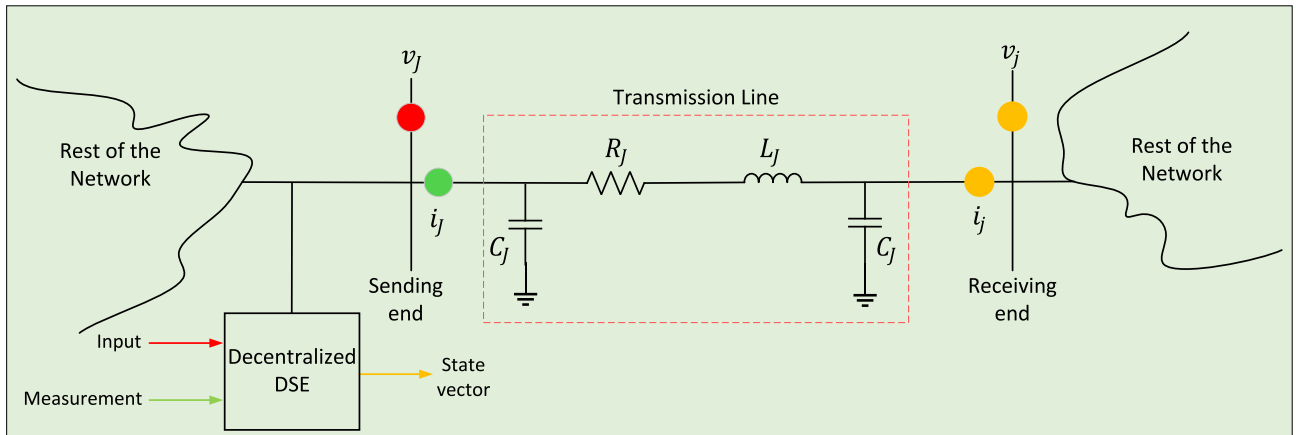 v_J
v_j
Transmission Line
Rest of the
Network
R_J
L_J
Rest of the
Network
i_J
C_J
C_J
i_j
Sending
end
Receiving
end
Input
Decentralized
DSE
State
vector
Measurement